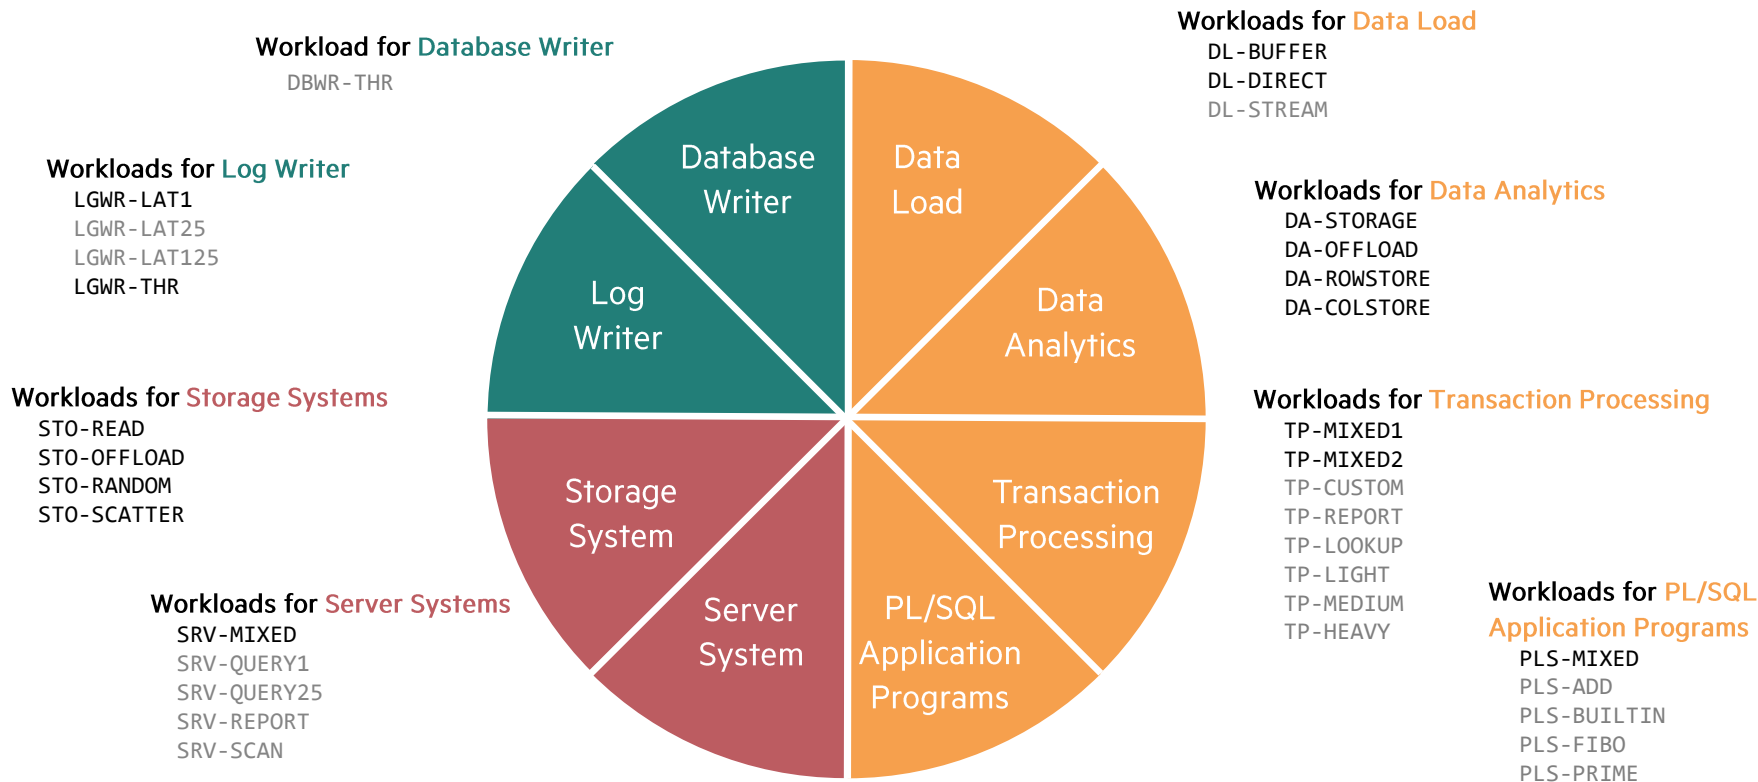 Workload for Database Writer
DBWR-THR
Workloads for Log Writer
LGWR-LAT1
LGWR-LAT25
LGWR-LAT125
LGWR-THR
Workloads for Storage Systems
STO-READ
STO-OFFLOAD
STO-RANDOM
STO-SCATTER
Workloads for Server Systems
SRV-MIXED
SRV-QUERY1
SRV-QUERY25
SRV-REPORT
SRV-SCAN
Database
Writer
Data
Load
Log
Writer
Data
Analytics
Storage
System
Transaction
Processing
Server
System
PL/SQL
Application
Programs
Workloads for Data Load
DL-BUFFER
DL-DIRECT
DL-STREAM
Workloads for Data Analytics
DA-STORAGE
DA-OFFLOAD
DA-ROWSTORE
DA-COLSTORE
Workloads for Transaction Processing
TP-MIXED1
TP-MIXED2
TP-CUSTOM
TP-REPORT
TP-LOOKUP
TP-LIGHT
TP-MEDIUM
TP-HEAVY
Workloads for PL/SQL
Application Programs
PLS-MIXED
PLS-ADD
PLS-BUILTIN
PLS-FIBO
PLS-PRIME